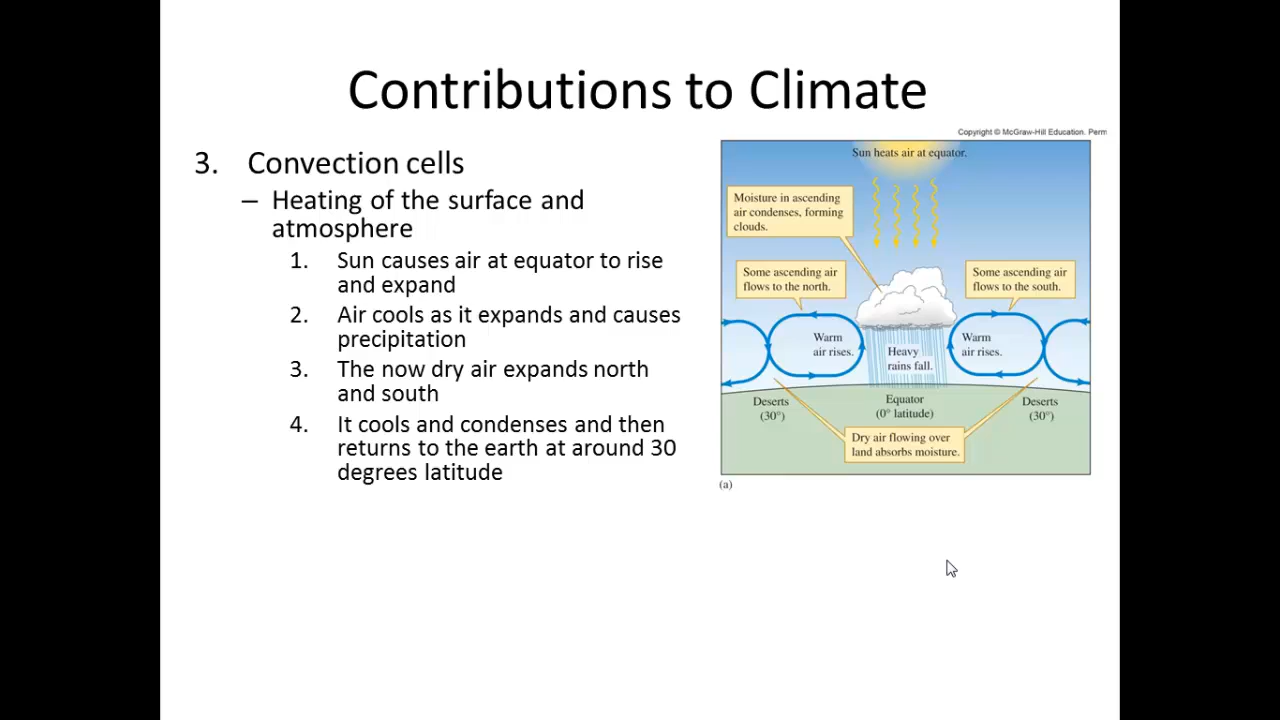 Contributions to Climate
3. Convection cells
– Heating of the surface and
atmosphere
1. Sun causes air at equator to rise
and expand
2. Air cools as it expands and causes
precipitation
3. The now dry air expands north
and south
4. It cools and condenses and then
returns to the earth at around 30
degrees latitude
Copyright © McGraw-Hill Education. Perm
Sun heats air at equator.
Moisture in ascending
air condenses, forming
clouds.
Some ascending air
flows to the north.
Some ascending air
flows to the south.
Warm
air rises.
Heavy
rains fall.
Warm
air rises.
Deserts
(30°)
Equator
(0° latitude)
Deserts
(30°)
Dry air flowing over
land absorbs moisture.
(a)